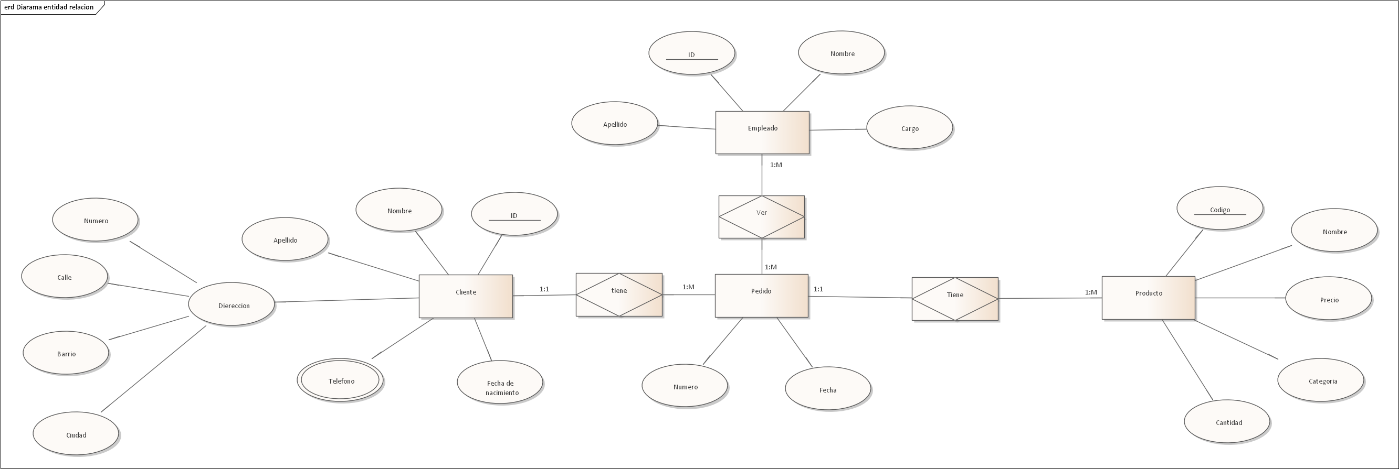 erd Diarama entidad relacion
ID
Nombre
Apellido
Empleado
Cargo
1:M
Ver
1:M
Numero
Calle
Barrio
Ciudad
Diereccion
Apellido
Nombre
ID
Cliente
Telefono
Fecha de
nacimiento
1:1
tiene
1:M
Pedido
Numero
Fecha
1:1
Tiene
1:M
Producto
Codigo
Nombre
Precio
Categoria
Cantidad